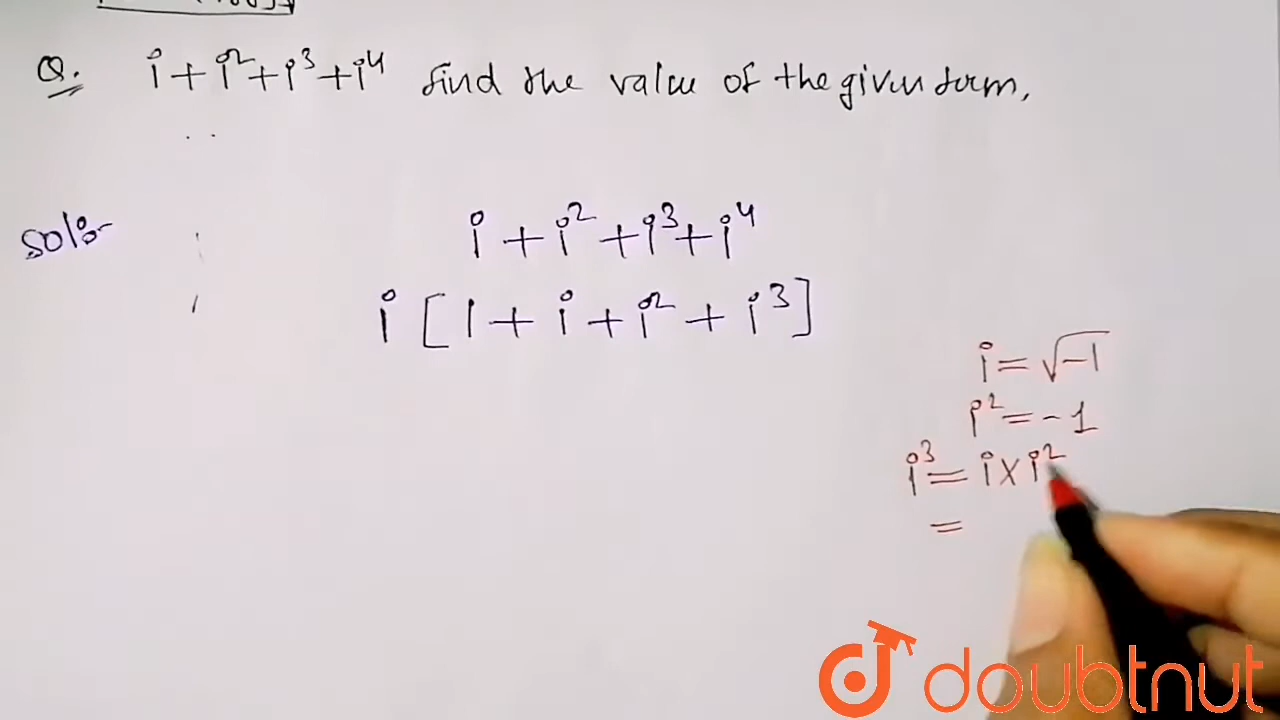 Q. i + i² + i³ + i⁴ find the value of the given form,
sol:-
i + i² + i³ + i⁴
i [1 + i + i² + i³]
i = √-1
i² = -1
i³ = i × i²
=
doubtnut